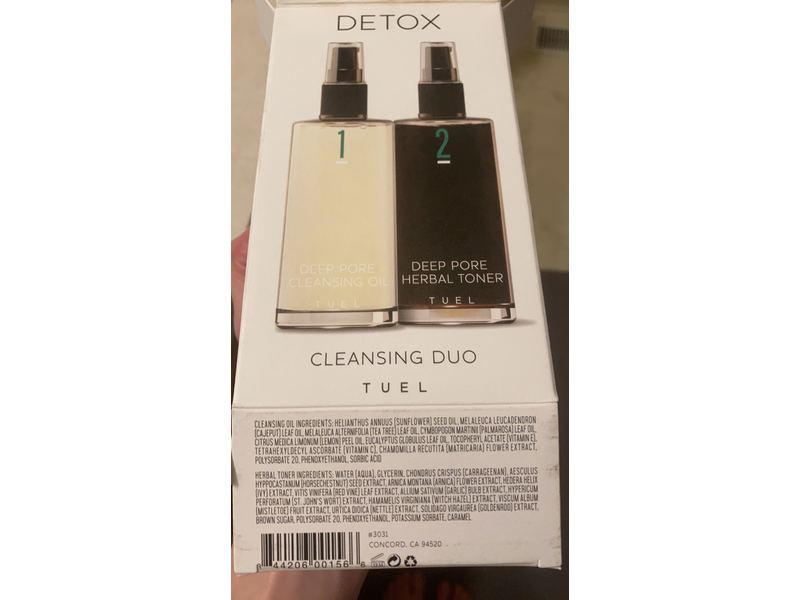 DETOX
1
2
DEEP PORE
CLEANSING OIL
TUEL
DEEP PORE
HERBAL TONER
TUEL
CLEANSING DUO
TUEL
CLEANSING OIL INGREDIENTS: HELIANTHUS ANNUUS (SUNFLOWER) SEED OIL, MELALEUCA LEUCADENDRON
(CAJEPUT) LEAF OIL, MELALEUCA ALTERNIFOLIA (TEA TREE) LEAF OIL, CYMBOPOGON MARTINII (PALMAROSA) LEAF OIL,
CITRUS MEDICA LIMONUM (LEMON) PEEL OIL, EUCALYPTUS GLOBULUS LEAF OIL, TOCOPHERYL ACETATE (VITAMIN E),
TETRAHEXYLDECYL ASCORBATE (VITAMIN C), CHAMOMILLA RECUTITA (MATRICARIA) FLOWER EXTRACT,
POLYSORBATE 20, PHENOXYETHANOL, SORBIC ACID
HERBAL TONER INGREDIENTS: WATER (AQUA), GLYCERIN, CHONDRUS CRISPUS (CARRAGEENAN), AESCULUS
HYPPOCASTANUM (HORSECHESTNUT) SEED EXTRACT, ARNICA MONTANA (ARNICA) FLOWER EXTRACT, HEDERA HELIX
(IVY) EXTRACT, VITIS VINIFERA (RED VINE) LEAF EXTRACT, ALLIUM SATIVUM (GARLIC) BULB EXTRACT, HYPERICUM
PERFORATUM (ST. JOHN'S WORT) EXTRACT, HAMAMELIS VIRGINIANA (WITCH HAZEL) EXTRACT, VISCUM ALBUM
(MISTLETOE) FRUIT EXTRACT, URTICA DIOICA (NETTLE) EXTRACT, SOLIDAGO VIRGAUREA (GOLDENROD) EXTRACT,
BROWN SUGAR, POLYSORBATE 20, PHENOXYETHANOL, POTASSIUM SORBATE, CARAMEL
#3031
CONCORD, CA 94520
8 44206 00156 6